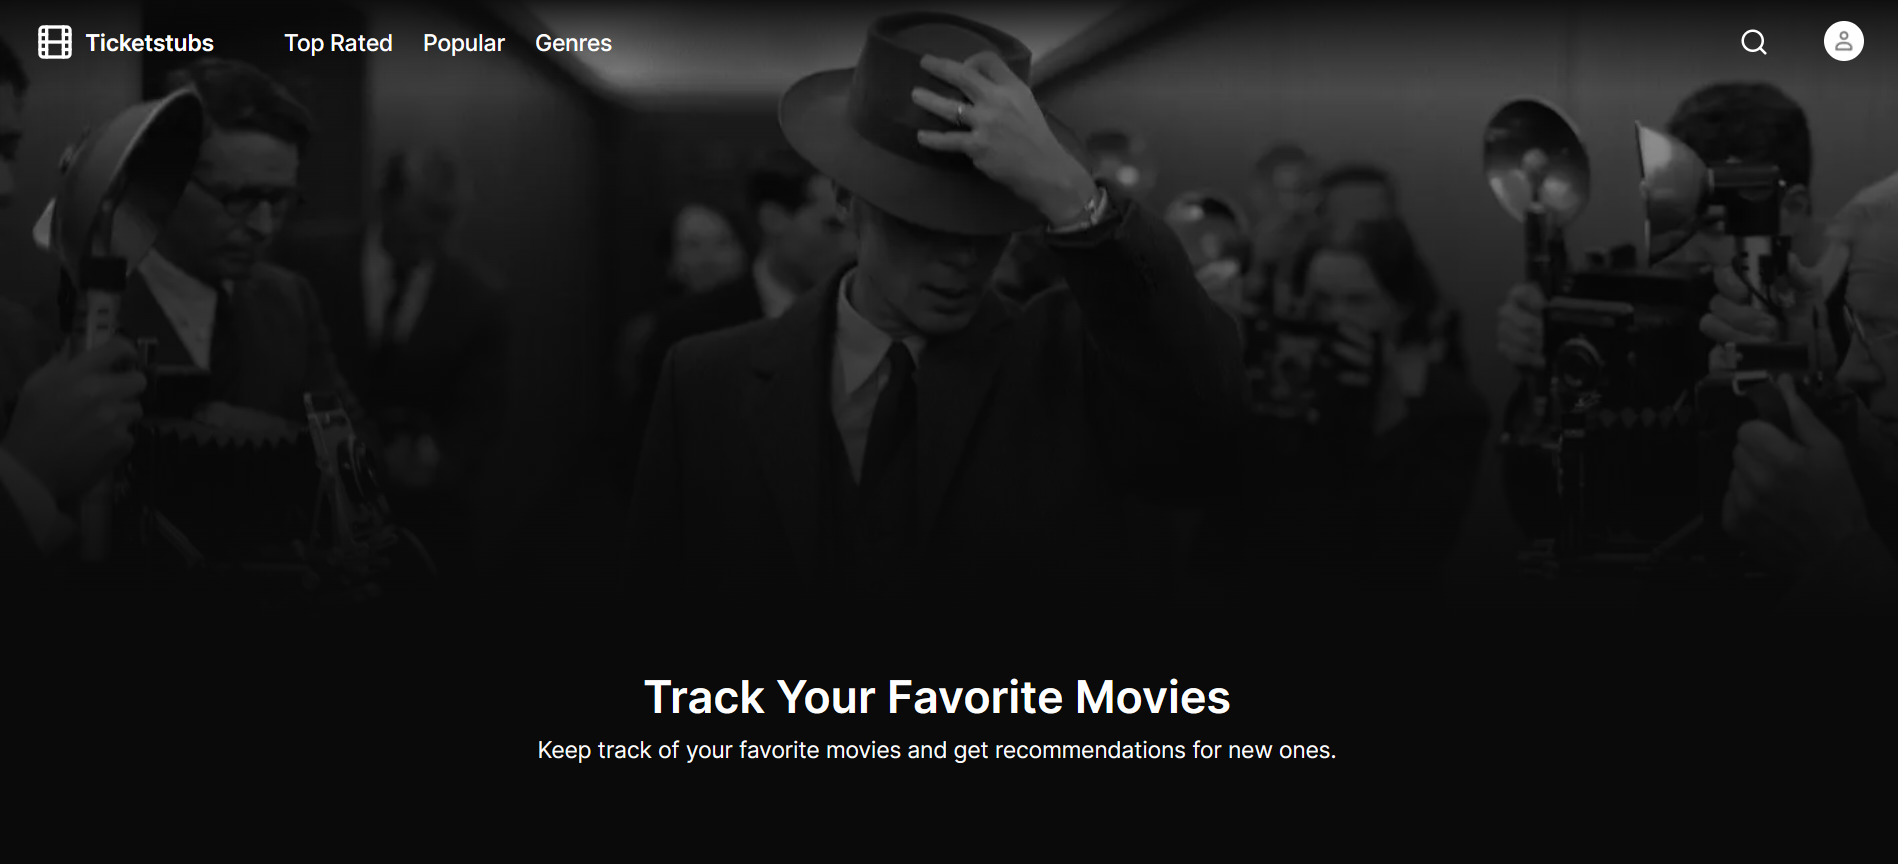 Ticketstubs Top Rated Popular Genres
Track Your Favorite Movies
Keep track of your favorite movies and get recommendations for new ones.